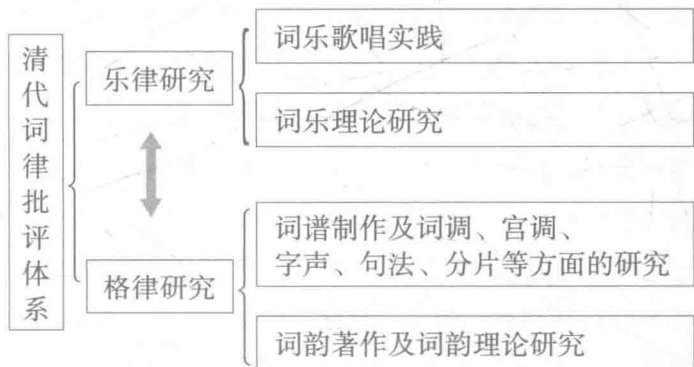 清代词律批评体系
乐律研究
词乐歌唱实践
词乐理论研究
格律研究
词谱制作及词调、宫调、
字声、句法、分片等方面的研究
词韵著作及词韵理论研究